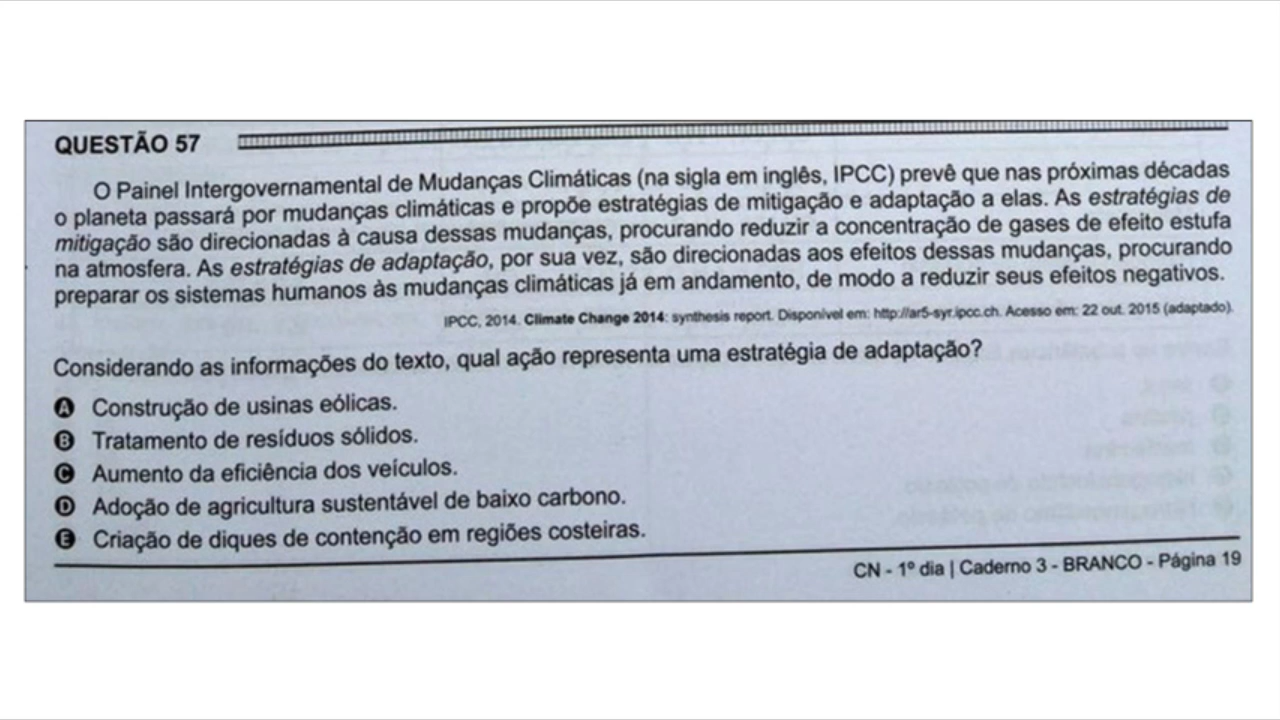 QUESTÃO 57
O Painel Intergovernamental de Mudanças Climáticas (na sigla em inglês, IPCC) prevê que nas próximas décadas
o planeta passará por mudanças climáticas e propõe estratégias de mitigação e adaptação a elas. As estratégias de
mitigação são direcionadas à causa dessas mudanças, procurando reduzir a concentração de gases de efeito estufa
na atmosfera. As estratégias de adaptação, por sua vez, são direcionadas aos efeitos dessas mudanças, procurando
preparar os sistemas humanos às mudanças climáticas já em andamento, de modo a reduzir seus efeitos negativos.
IPCC, 2014. Climate Change 2014: synthesis report. Disponível em: http://ar5-syr.ipcc.ch. Acesso em: 22 out. 2015 (adaptado).
Considerando as informações do texto, qual ação representa uma estratégia de adaptação?
A Construção de usinas eólicas.
B Tratamento de resíduos sólidos.
C Aumento da eficiência dos veículos.
D Adoção de agricultura sustentável de baixo carbono.
E Criação de diques de contenção em regiões costeiras.
CN - 1º dia | Caderno 3 - BRANCO - Página 19